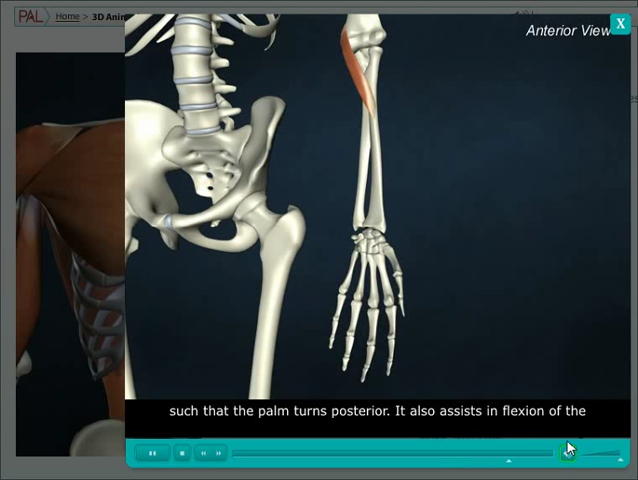 PAL Home > 3D Anim
Anterior View
X
such that the palm turns posterior. It also assists in flexion of the